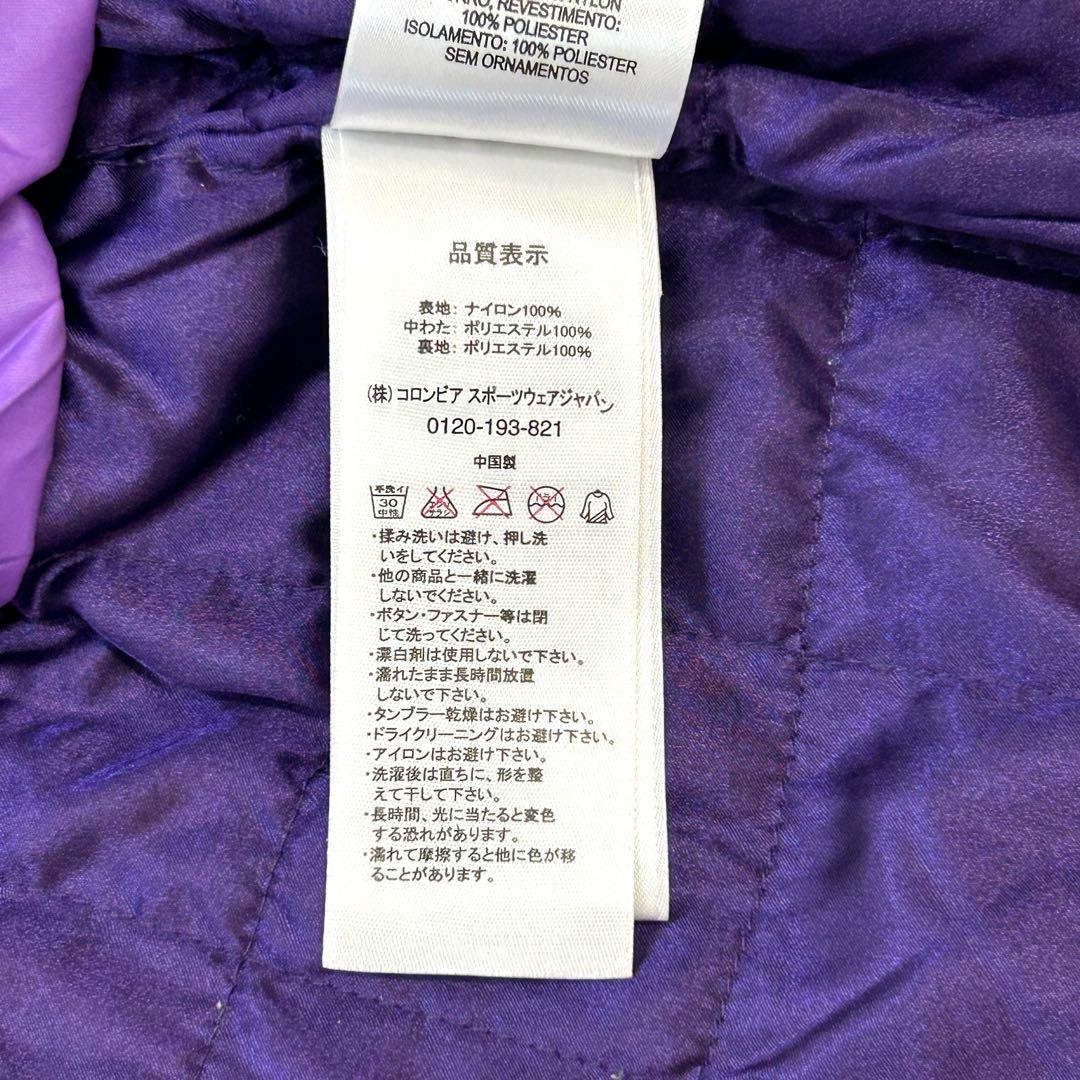 NYLON
REVESTIMENTO:
100% POLIESTER
ISOLAMENTO: 100% POLIESTER
SEM ORNAMENTOS
品質表示
表地: ナイロン100%
中わた: ポリエステル100%
裏地: ポリエステル100%
(株) コロンビア スポーツウェアジャパン
0120-193-821
中国製
手洗イ
30
中性
・揉み洗いは避け、押し洗
いをしてください。
・他の商品と一緒に洗濯
しないでください。
・ボタン・ファスナー等は閉
じて洗ってください。
・漂白剤は使用しないで下さい。
・濡れたまま長時間放置
しないで下さい。
・タンブラー乾燥はお避け下さい。
・ドライクリーニングはお避け下さい。
・アイロンはお避け下さい。
・洗濯後は直ちに、形を整
えて干して下さい。
・長時間、光に当たると変色
する恐れがあります。
・濡れて摩擦すると他に色が移
ることがあります。